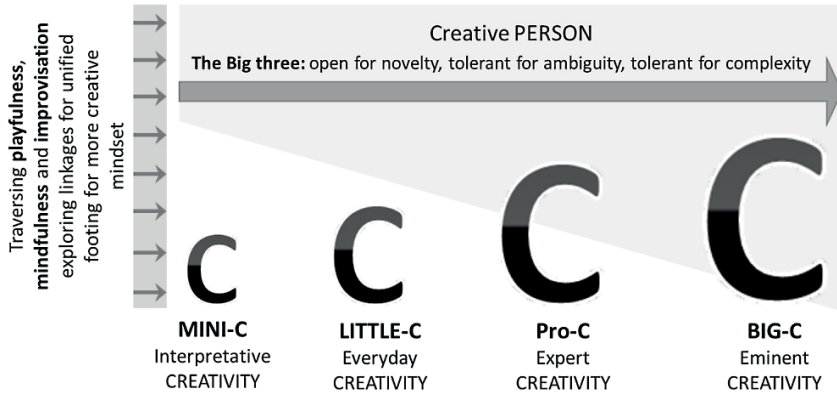 Traversing playfulness,
mindfulness and improvisation
exploring linkages for unified
footing for more creative
mindset
Creative PERSON
The Big three: open for novelty, tolerant for ambiguity, tolerant for complexity
C
C
C
C
MINI-C
Interpretative
CREATIVITY
LITTLE-C
Everyday
CREATIVITY
Pro-C
Expert
CREATIVITY
BIG-C
Eminent
CREATIVITY